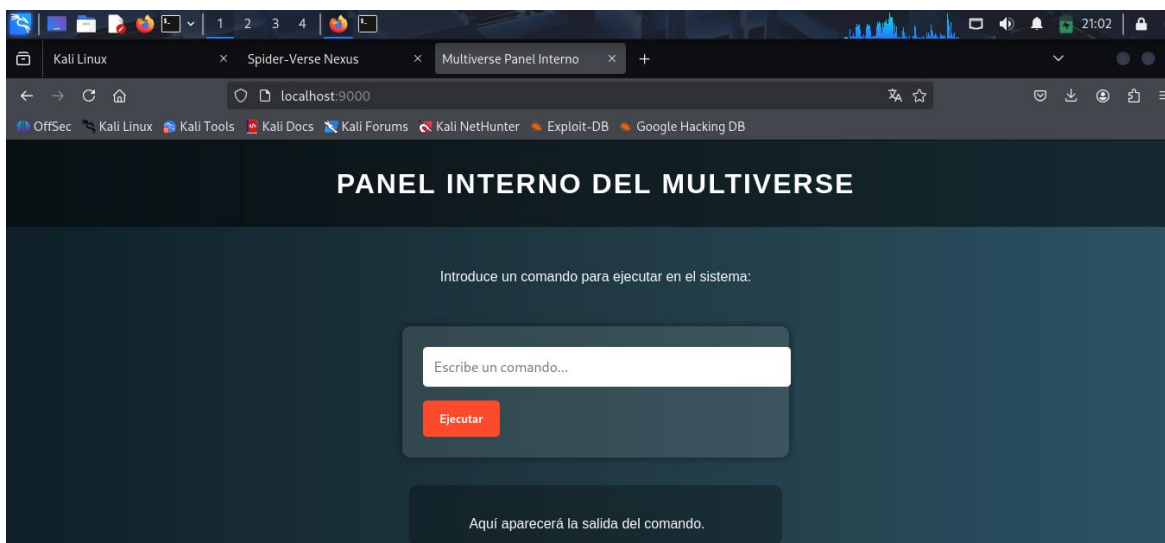 1 2 3 4 21:02
Kali Linux Spider-Verse Nexus Multiverse Panel Interno
localhost:9000
OffSec Kali Linux Kali Tools Kali Docs Kali Forums Kali NetHunter Exploit-DB Google Hacking DB
PANEL INTERNO DEL MULTIVERSE
Introduce un comando para ejecutar en el sistema:
Escribe un comando...
Ejecutar
Aquí aparecerá la salida del comando.